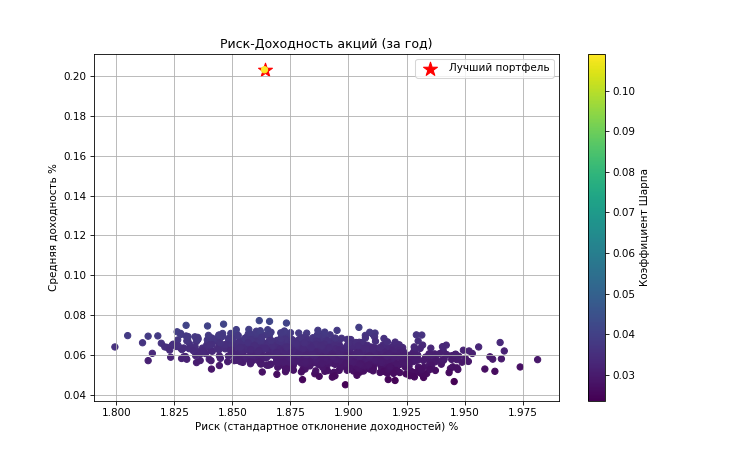 Риск-Доходность акций (за год)
Лучший портфель
0.20
0.18
0.16
0.14
0.12
0.10
0.08
0.06
0.04
Средняя доходность %
1.800 1.825 1.850 1.875 1.900 1.925 1.950 1.975
Риск (стандартное отклонение доходностей) %
0.10
0.09
0.08
0.07
0.06
0.05
0.04
0.03
Коэффициент Шарпа